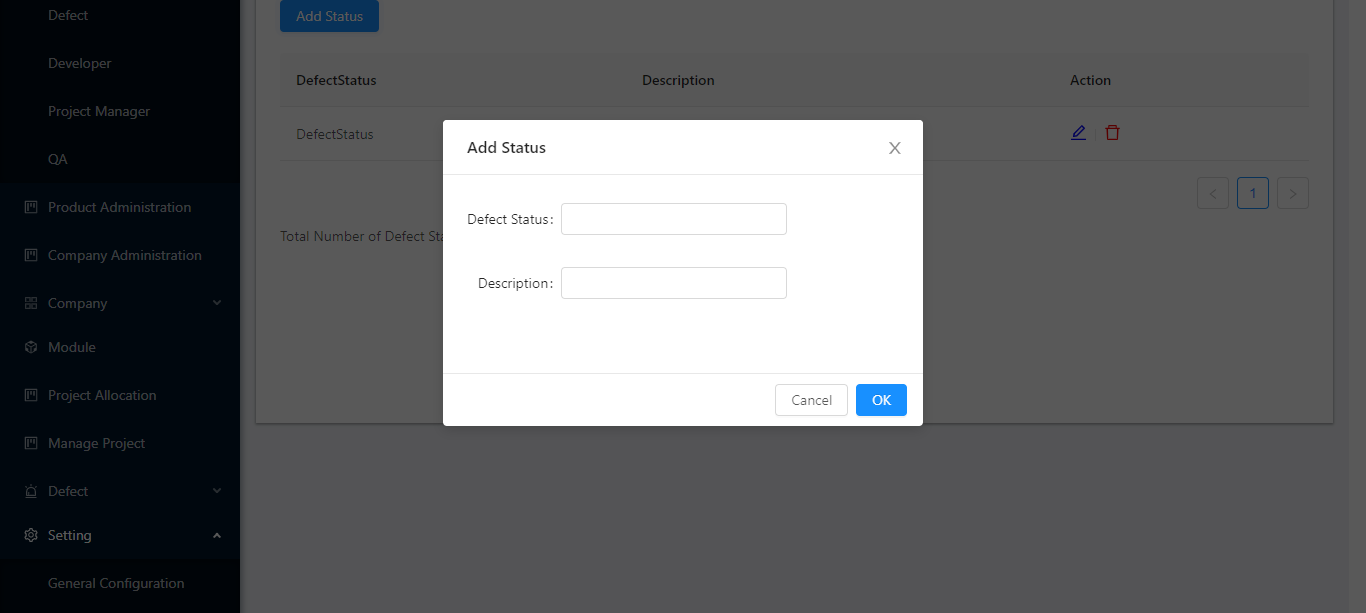 Defect
Developer
Project Manager
QA
Product Administration
Company Administration
Company
Module
Project Allocation
Manage Project
Defect
Setting
General Configuration
Add Status
DefectStatus Description Action
DefectStatus
1
Total Number of Defect Sta
Add Status
Defect Status:
Description:
Cancel OK